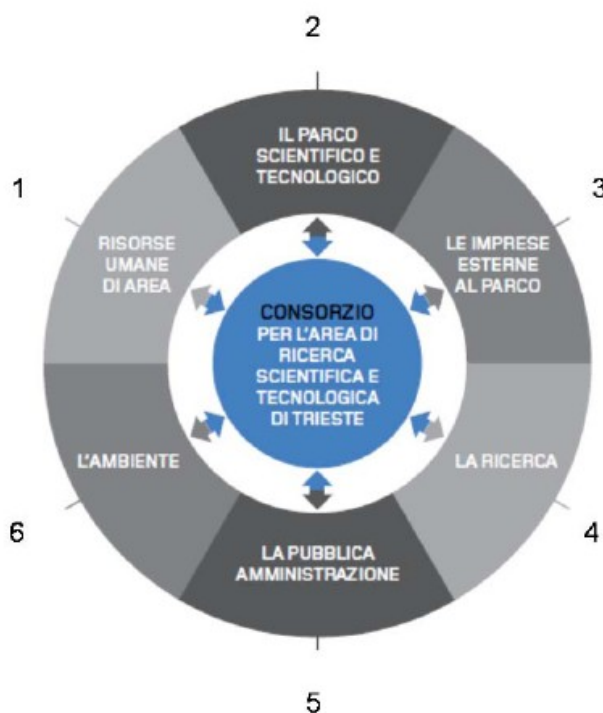 2
IL PARCO
SCIENTIFICO E
TECNOLOGICO
1
3
RISORSE
UMANE
DI AREA
LE IMPRESE
ESTERNE
AL PARCO
CONSORZIO
PER L'AREA DI
RICERCA
SCIENTIFICA E
TECNOLOGICA
DI TRIESTE
L'AMBIENTE
LA RICERCA
6
4
LA PUBBLICA
AMMINISTRAZIONE
5